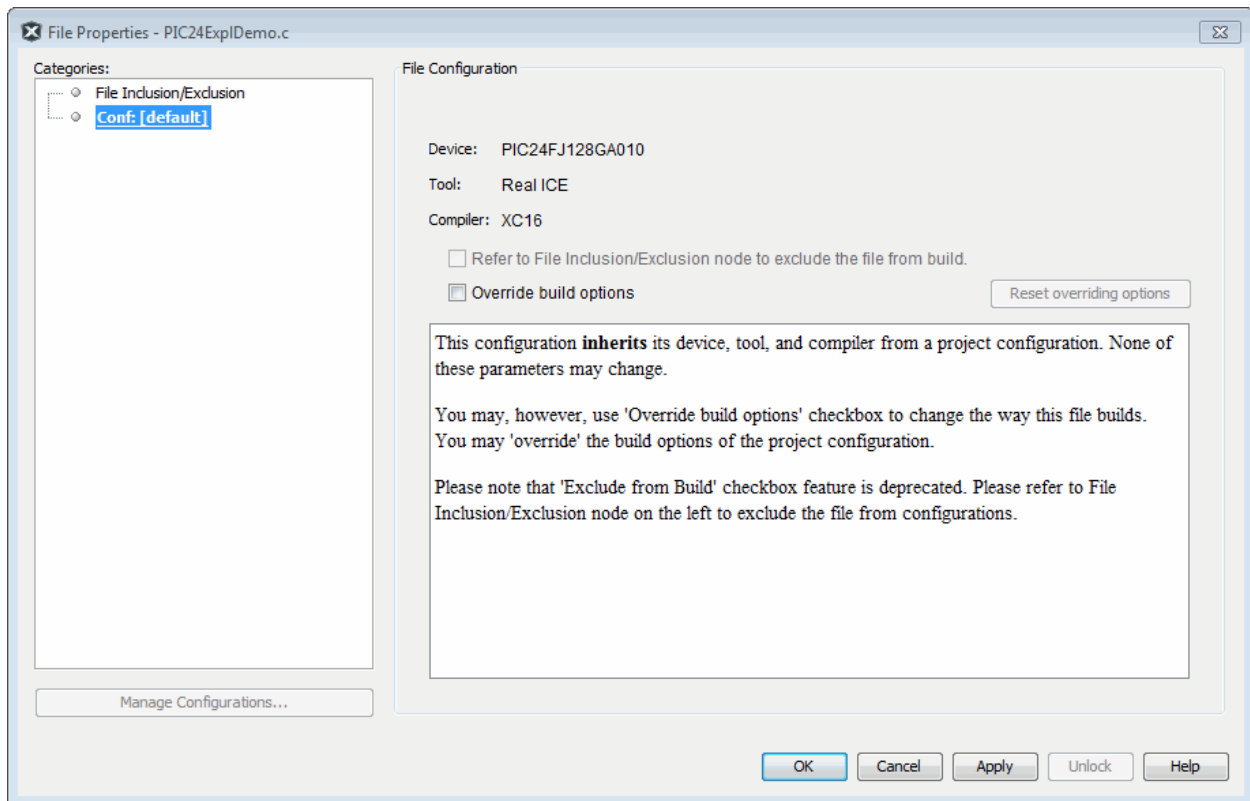 File Properties - PIC24ExplDemo.c
Categories:
File Inclusion/Exclusion
Conf: [default]
Manage Configurations...
File Configuration
Device: PIC24FJ128GA010
Tool: Real ICE
Compiler: XC16
Refer to File Inclusion/Exclusion node to exclude the file from build.
Override build options
Reset overriding options
This configuration inherits its device, tool, and compiler from a project configuration. None of
these parameters may change.
You may, however, use 'Override build options' checkbox to change the way this file builds.
You may 'override' the build options of the project configuration.
Please note that 'Exclude from Build' checkbox feature is deprecated. Please refer to File
Inclusion/Exclusion node on the left to exclude the file from configurations.
OK
Cancel
Apply
Unlock
Help